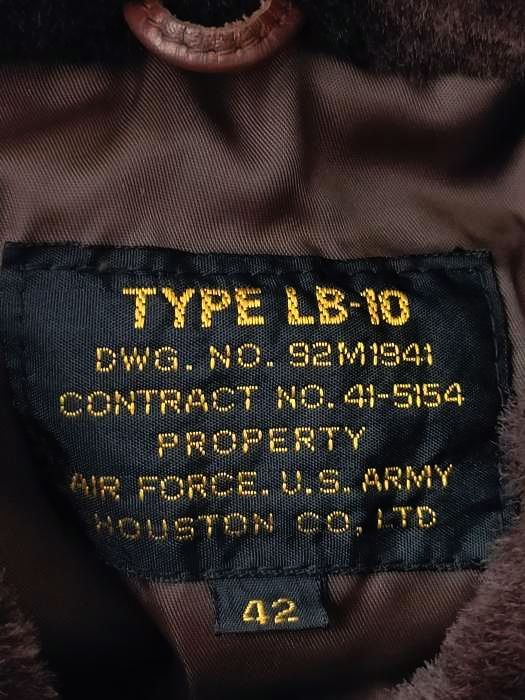 TYPE LB-10
DWG. NO. 92M1941
CONTRACT NO. 41-5154
PROPERTY
AIR FORCE. U.S. ARMY
HOUSTON CO, LTD
42